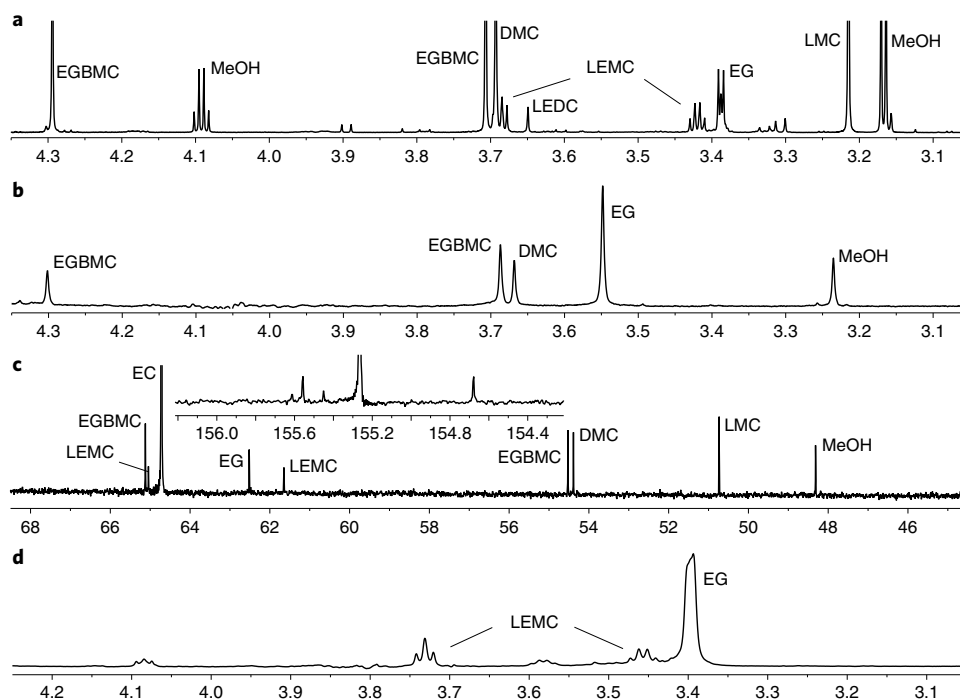 a
EGBMC
MeOH
EGBMC
DMC
LEMC
LEDC
EG
LMC
MeOH
4.3 4.2 4.1 4.0 3.9 3.8 3.7 3.6 3.5 3.4 3.3 3.2 3.1
b
EGBMC
EGBMC
DMC
EG
MeOH
4.3 4.2 4.1 4.0 3.9 3.8 3.7 3.6 3.5 3.4 3.3 3.2 3.1
c
EC
EGBMC
LEMC
156.0 155.6 155.2 154.8 154.4
EG
LEMC
EGBMC
DMC
LMC
MeOH
68 66 64 62 60 58 56 54 52 50 48 46
d
LEMC
EG
4.2 4.1 4.0 3.9 3.8 3.7 3.6 3.5 3.4 3.3 3.2 3.1